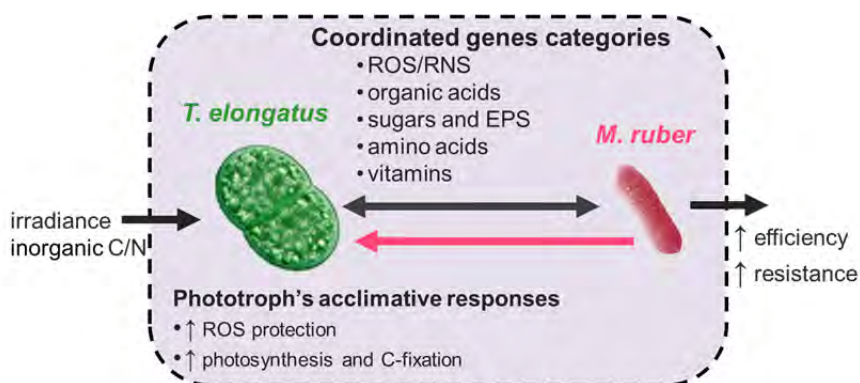 Coordinated genes categories
• ROS/RNS
• organic acids
• sugars and EPS
• amino acids
• vitamins
T. elongatus
M. ruber
irradiance
inorganic C/N
↑ efficiency
↑ resistance
Phototroph's acclimative responses
•↑ ROS protection
•↑ photosynthesis and C-fixation